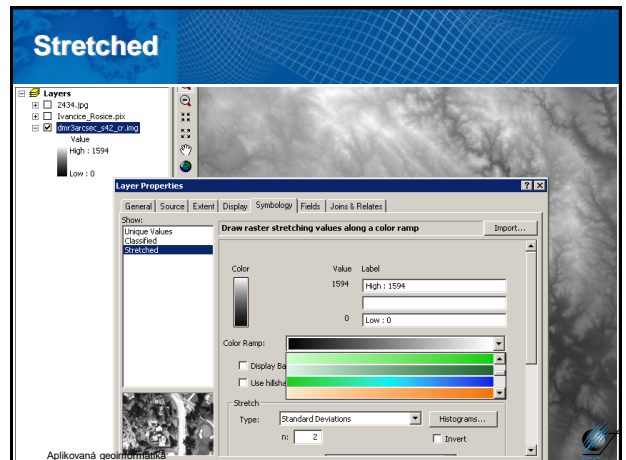 Stretched
Layers
2434.jpg
Ivancice_Rosice.pix
dmr3arcsec_s42_cr.img
Value
High : 1594
Low : 0
Layer Properties
General Source Extent Display Symbology Fields Joins & Relates
Show:
Unique Values
Classified
Stretched
Draw raster stretching values along a color ramp
Import...
Color Value Label
1594 High : 1594
0 Low : 0
Color Ramp:
Display Ba
Use hillsha
Stretch
Type: Standard Deviations Histograms...
n: 2 Invert
Aplikovaná geoinformatika